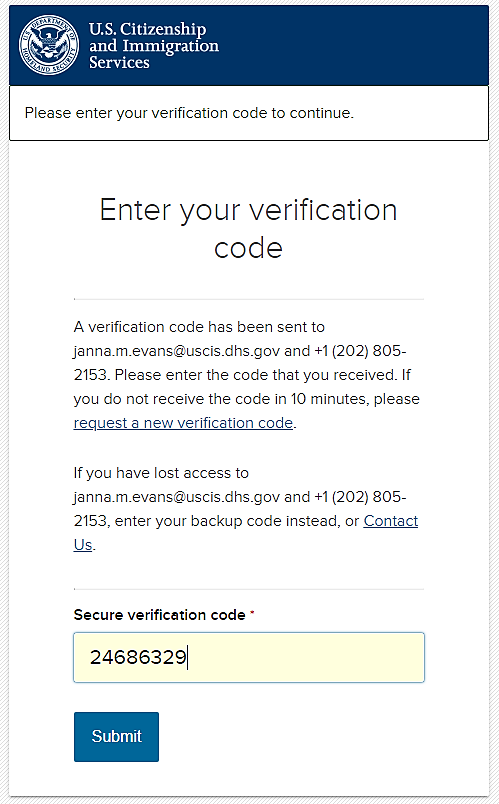 U.S. Citizenship
and Immigration
Services
Please enter your verification code to continue.
Enter your verification
code
A verification code has been sent to
janna.m.evans@uscis.dhs.gov and +1 (202) 805-
2153. Please enter the code that you received. If
you do not receive the code in 10 minutes, please
request a new verification code.
If you have lost access to
janna.m.evans@uscis.dhs.gov and +1 (202) 805-
2153, enter your backup code instead, or Contact
Us.
Secure verification code *
24686329
Submit